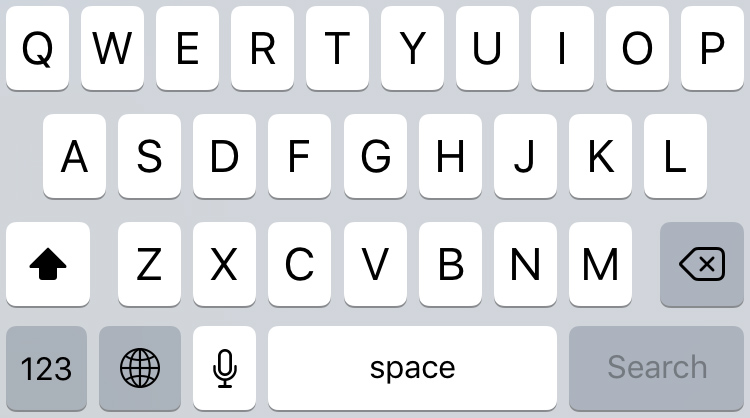 Q W E R T Y U I O P
A S D F G H J K L
Z X C V B N M
123 space Search